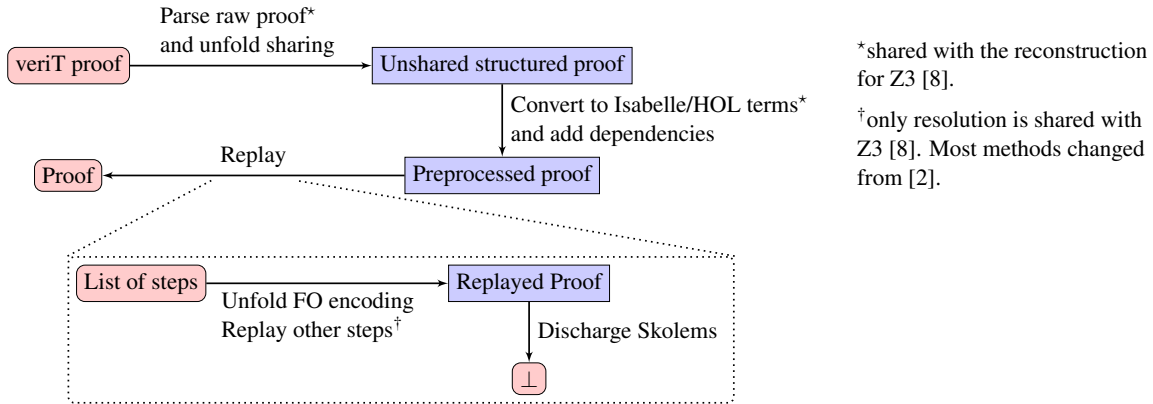 Parse raw proof⋆
and unfold sharing
veriT proof
Unshared structured proof
⋆shared with the reconstruction
for Z3 [8].
Convert to Isabelle/HOL terms⋆
and add dependencies
†only resolution is shared with
Z3 [8]. Most methods changed
from [2].
Replay
Proof
Preprocessed proof
List of steps
Replayed Proof
Unfold FO encoding
Replay other steps†
Discharge Skolems
⊥